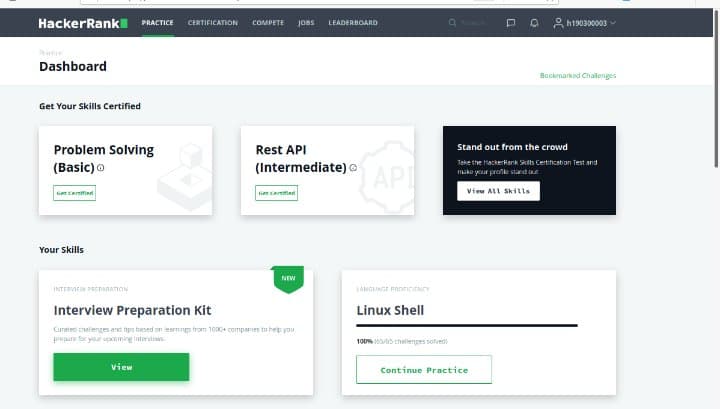 HackerRank
PRACTICE CERTIFICATION COMPETE JOBS LEADERBOARD
Search
h190300003
Practice
Dashboard
Bookmarked Challenges
Get Your Skills Certified
Problem Solving
(Basic)
Get Certified
Rest API
(Intermediate)
Get Certified
API
Stand out from the crowd
Take the HackerRank Skills Certification Test and
make your profile stand out
View All Skills
Your Skills
NEW
INTERVIEW PREPARATION
Interview Preparation Kit
Curated challenges and tips based on learnings from 1000+ companies to help you
prepare for your upcoming interviews.
View
LANGUAGE PROFICIENCY
Linux Shell
100% (65/65 challenges solved)
Continue Practice